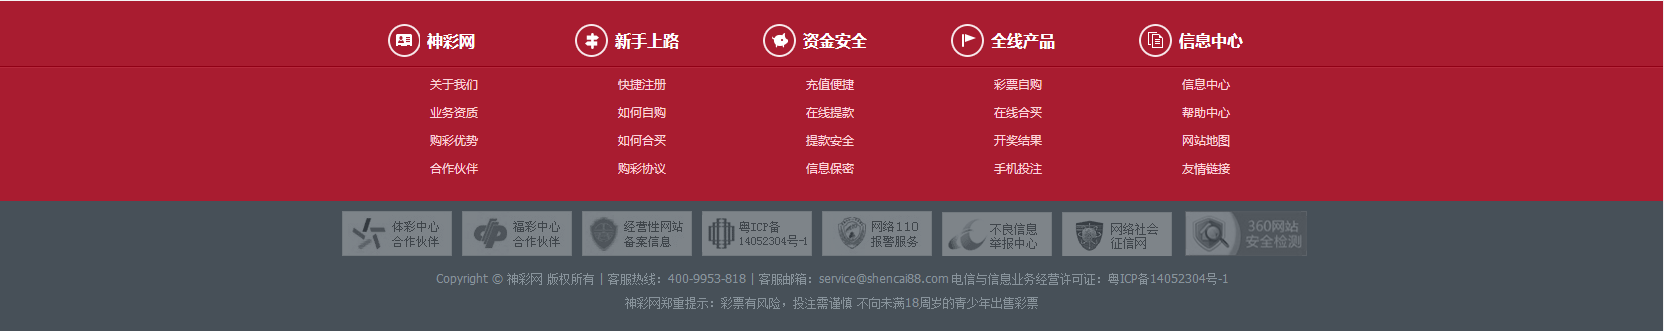 神彩网 新手上路 资金安全 全线产品 信息中心
关于我们 快捷注册 充值便捷 彩票自购 信息中心
业务资质 如何自购 在线提款 在线合买 帮助中心
购彩优势 如何合买 提款安全 开奖结果 网站地图
合作伙伴 购彩协议 信息保密 手机投注 友情链接
体彩中心 福彩中心 经营性网站 粤ICP备 网络110 不良信息 网络社会 360网站
合作伙伴 合作伙伴 备案信息 14052304号-1 报警服务 举报中心 征信网 安全检测
Copyright © 神彩网 版权所有 | 客服热线：400-9953-818 | 客服邮箱：service@shencai88.com 电信与信息业务经营许可证：粤ICP备14052304号-1
神彩网郑重提示：彩票有风险，投注需谨慎 不向未满18周岁的青少年出售彩票